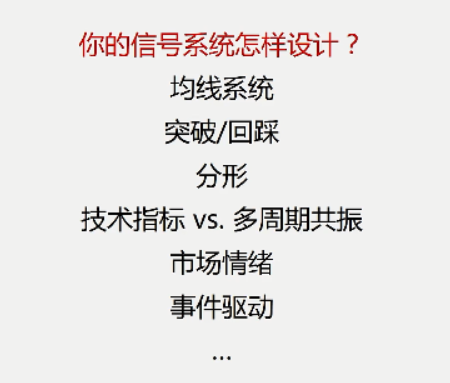 你的信号系统怎样设计？
均线系统
突破/回踩
分形
技术指标 vs. 多周期共振
市场情绪
事件驱动
...